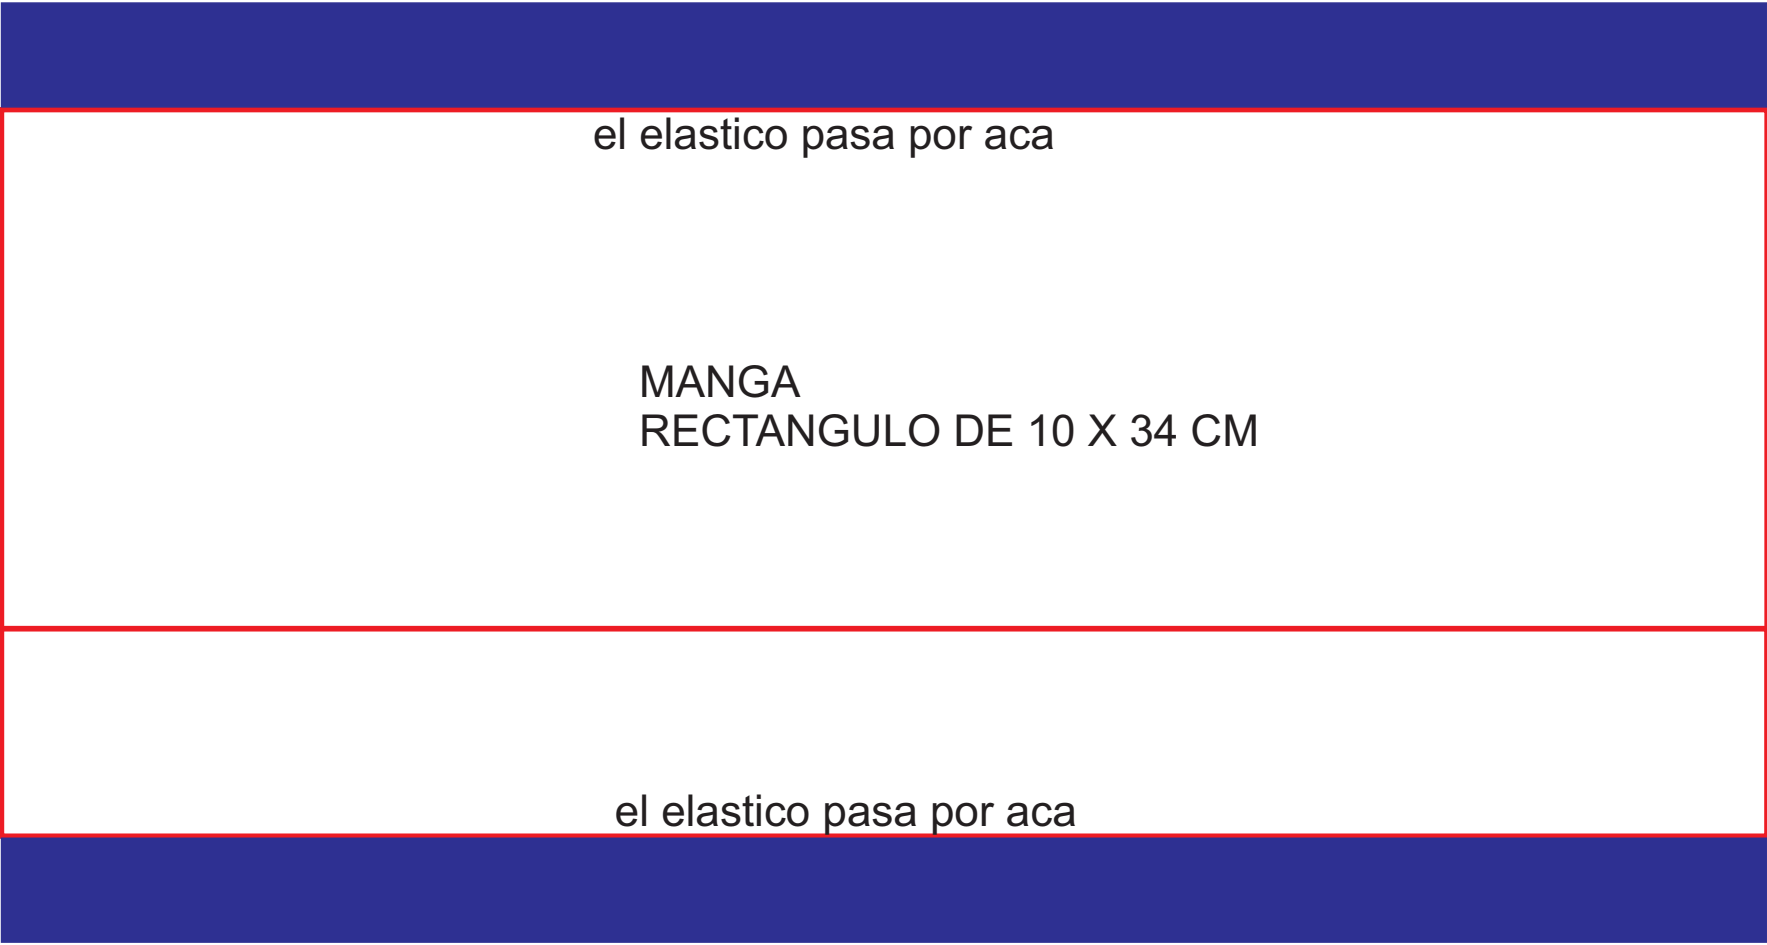 el elastico pasa por aca
MANGA
RECTANGULO DE 10 X 34 CM
el elastico pasa por aca